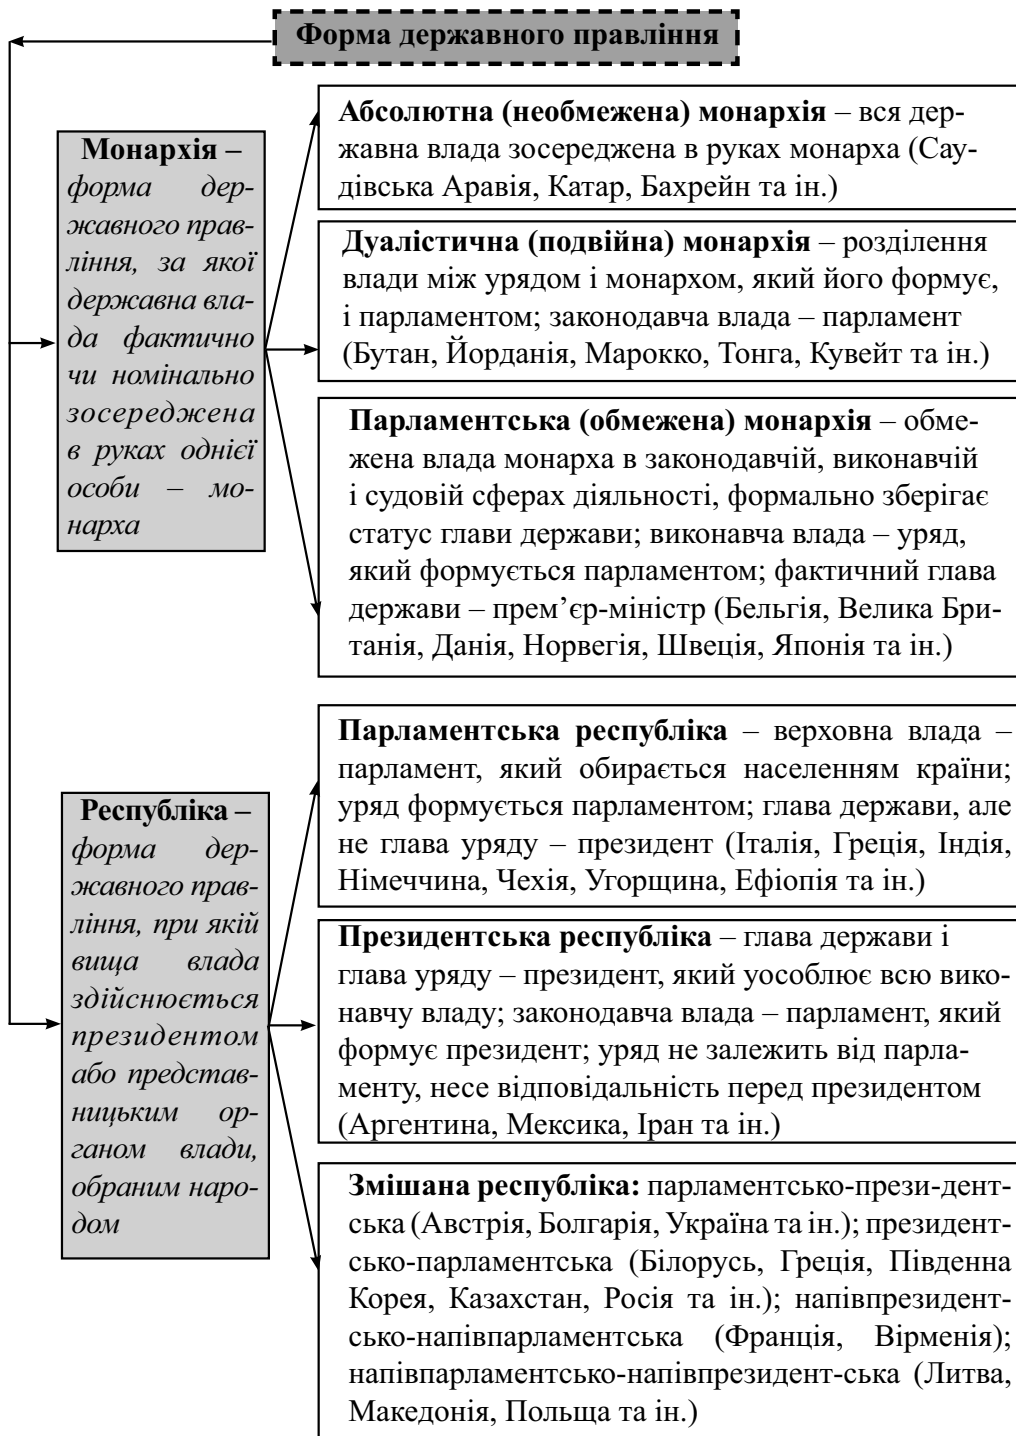 Форма державного правління
Монархія –
форма дер-
жавного прав-
ління, за якої
державна вла-
да фактично
чи номінально
зосереджена
в руках однієї
особи – мо-
нарха
Абсолютна (необмежена) монархія – вся дер-
жавна влада зосереджена в руках монарха (Сау-
дівська Аравія, Катар, Бахрейн та ін.)
Дуалістична (подвійна) монархія – розділення
влади між урядом і монархом, який його формує,
і парламентом; законодавча влада – парламент
(Бутан, Йорданія, Марокко, Тонга, Кувейт та ін.)
Парламентська (обмежена) монархія – обме-
жена влада монарха в законодавчій, виконавчій
і судовій сферах діяльності, формально зберігає
статус глави держави; виконавча влада – уряд,
який формується парламентом; фактичний глава
держави – прем’єр-міністр (Бельгія, Велика Бри-
танія, Данія, Норвегія, Швеція, Японія та ін.)
Республіка –
форма дер-
жавного прав-
ління, при якій
вища влада
здійснюється
президентом
або представ-
ницьким ор-
ганом влади,
обраним наро-
дом
Парламентська республіка – верховна влада –
парламент, який обирається населенням країни;
уряд формується парламентом; глава держави, але
не глава уряду – президент (Італія, Греція, Індія,
Німеччина, Чехія, Угорщина, Ефіопія та ін.)
Президентська республіка – глава держави і
глава уряду – президент, який уособлює всю вико-
навчу владу; законодавча влада – парламент, який
формує президент; уряд не залежить від парла-
менту, несе відповідальність перед президентом
(Аргентина, Мексика, Іран та ін.)
Змішана республіка: парламентсько-прези-дент-
ська (Австрія, Болгарія, Україна та ін.); президент-
сько-парламентська (Білорусь, Греція, Південна
Корея, Казахстан, Росія та ін.); напівпрезидент-
сько-напівпарламентська (Франція, Вірменія);
напівпарламентсько-напівпрезидент-ська (Литва,
Македонія, Польща та ін.)